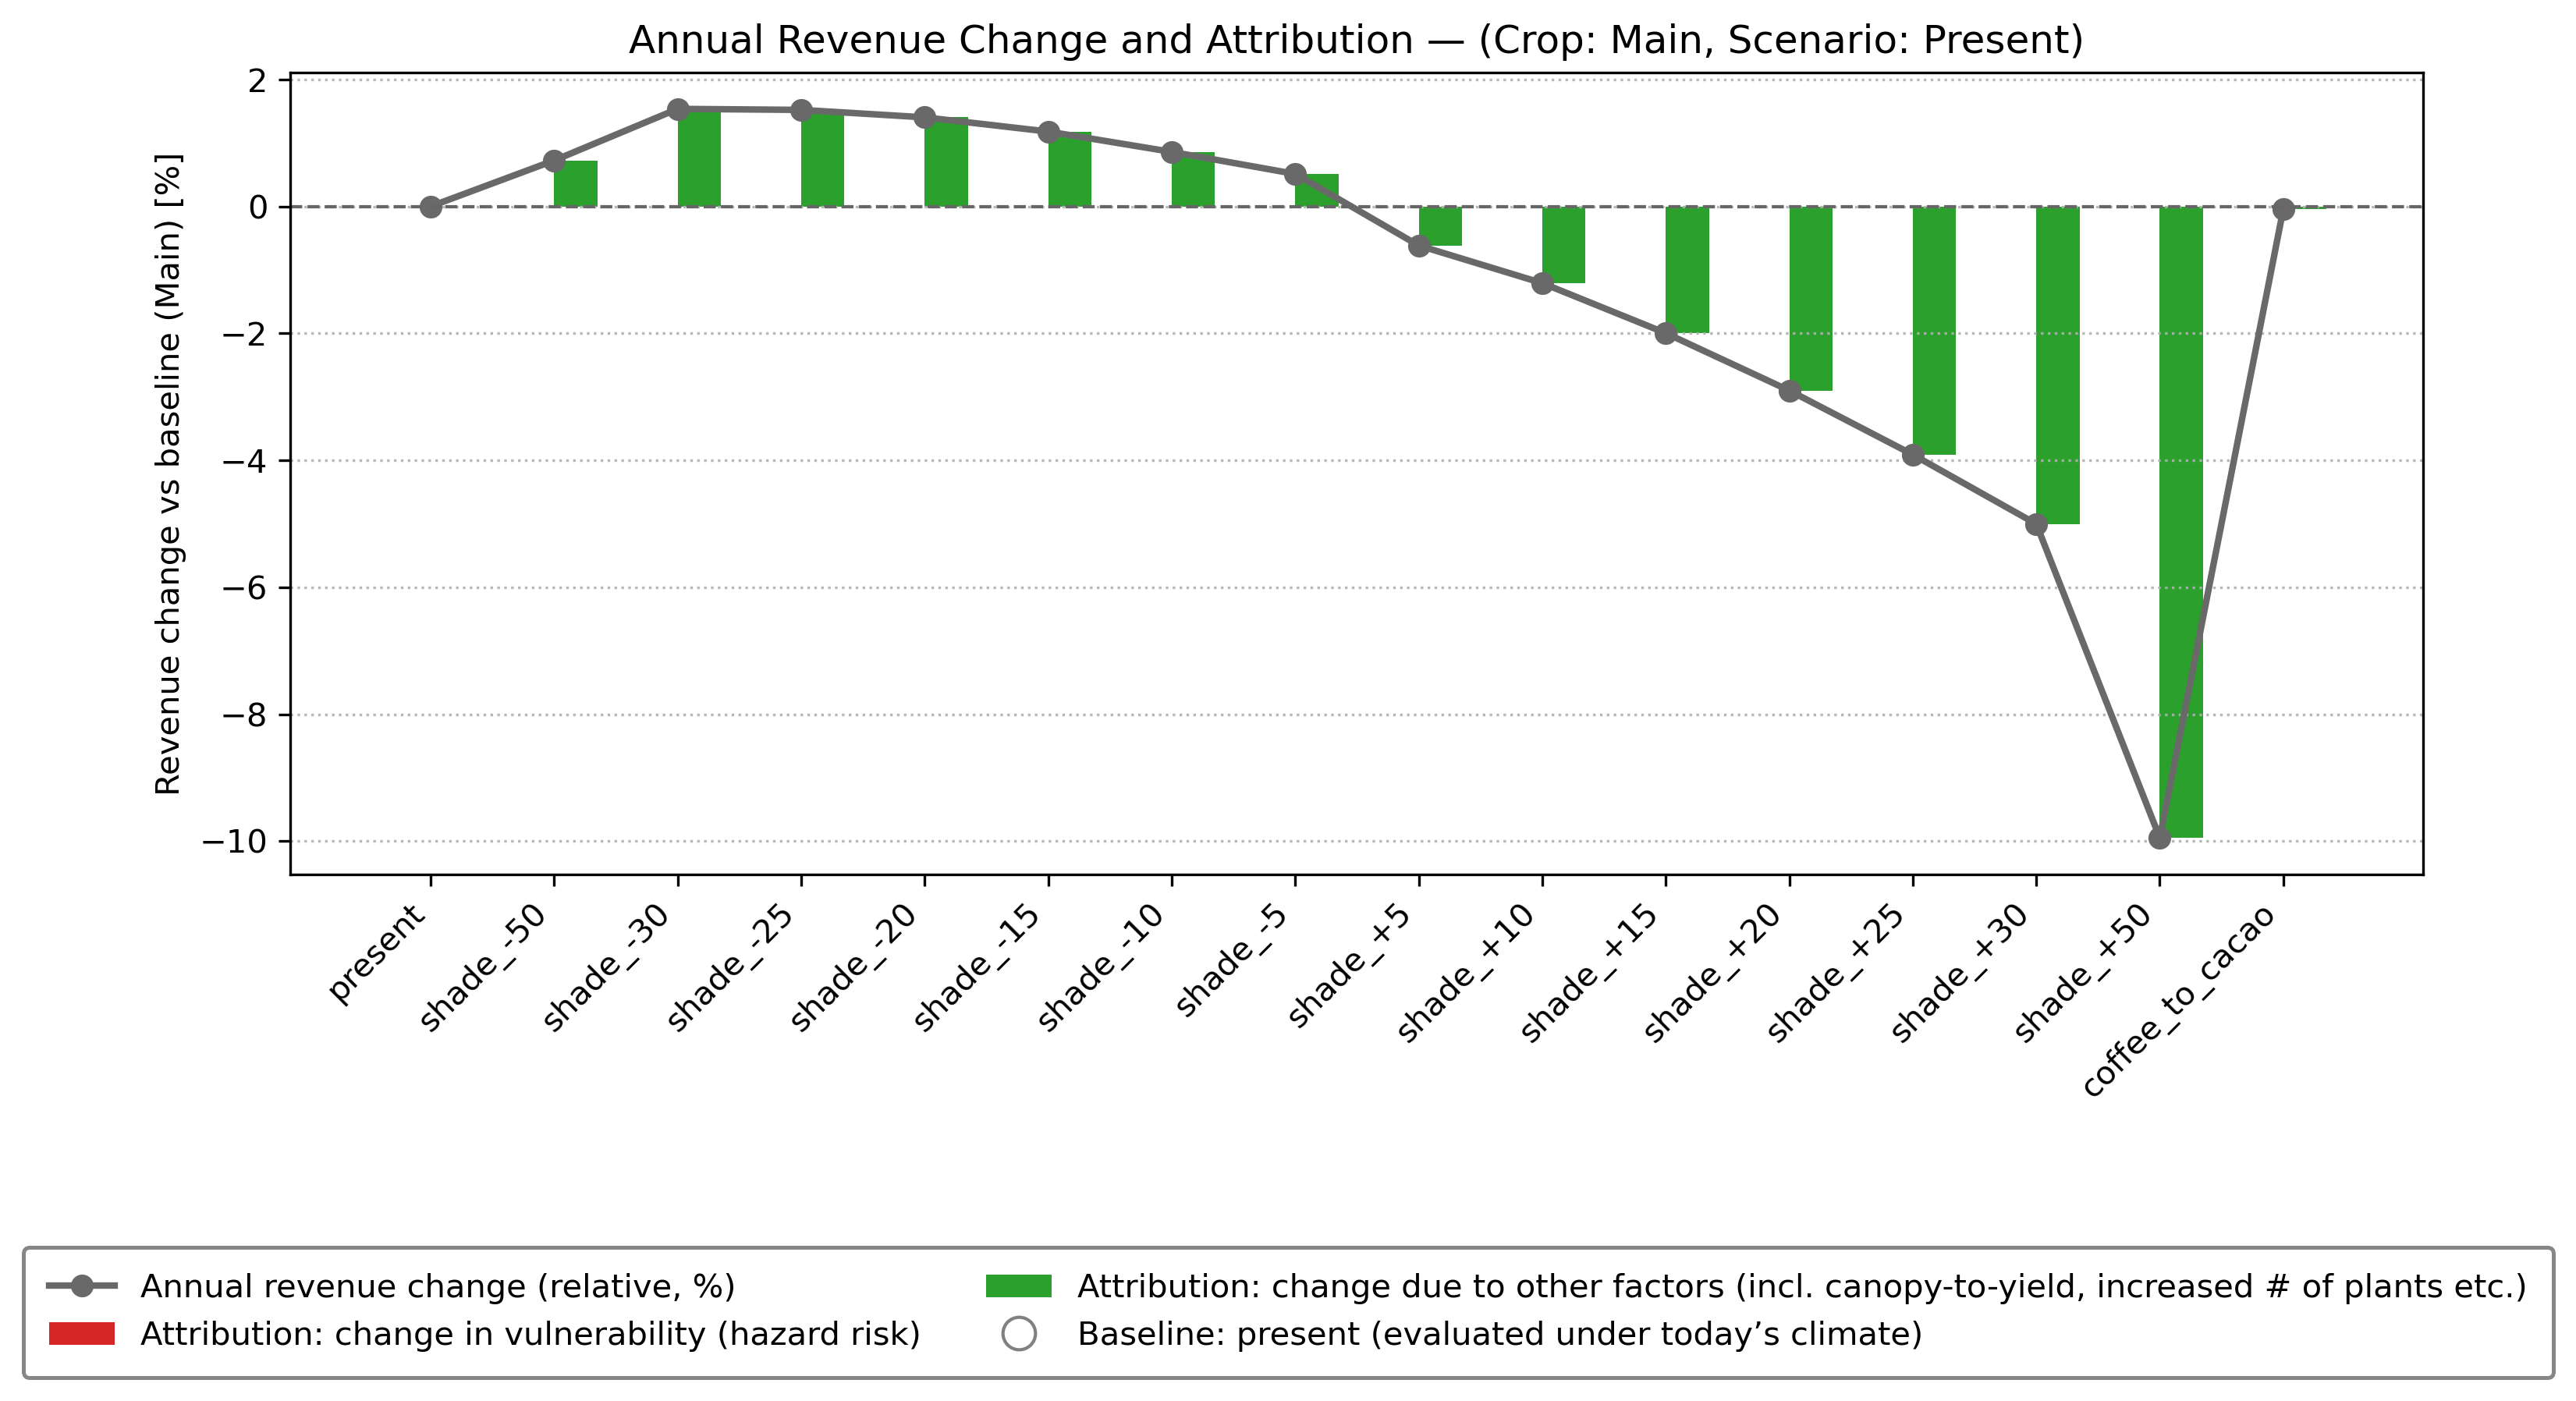 Annual Revenue Change and Attribution — (Crop: Main, Scenario: Present)
Revenue change vs baseline (Main) [%]
2
0
−2
−4
−6
−8
−10
present
shade_-50
shade_-30
shade_-25
shade_-20
shade_-15
shade_-10
shade_-5
shade_+5
shade_+10
shade_+15
shade_+20
shade_+25
shade_+30
shade_+50
coffee_to_cacao
Annual revenue change (relative, %)
Attribution: change in vulnerability (hazard risk)
Attribution: change due to other factors (incl. canopy-to-yield, increased # of plants etc.)
Baseline: present (evaluated under today’s climate)